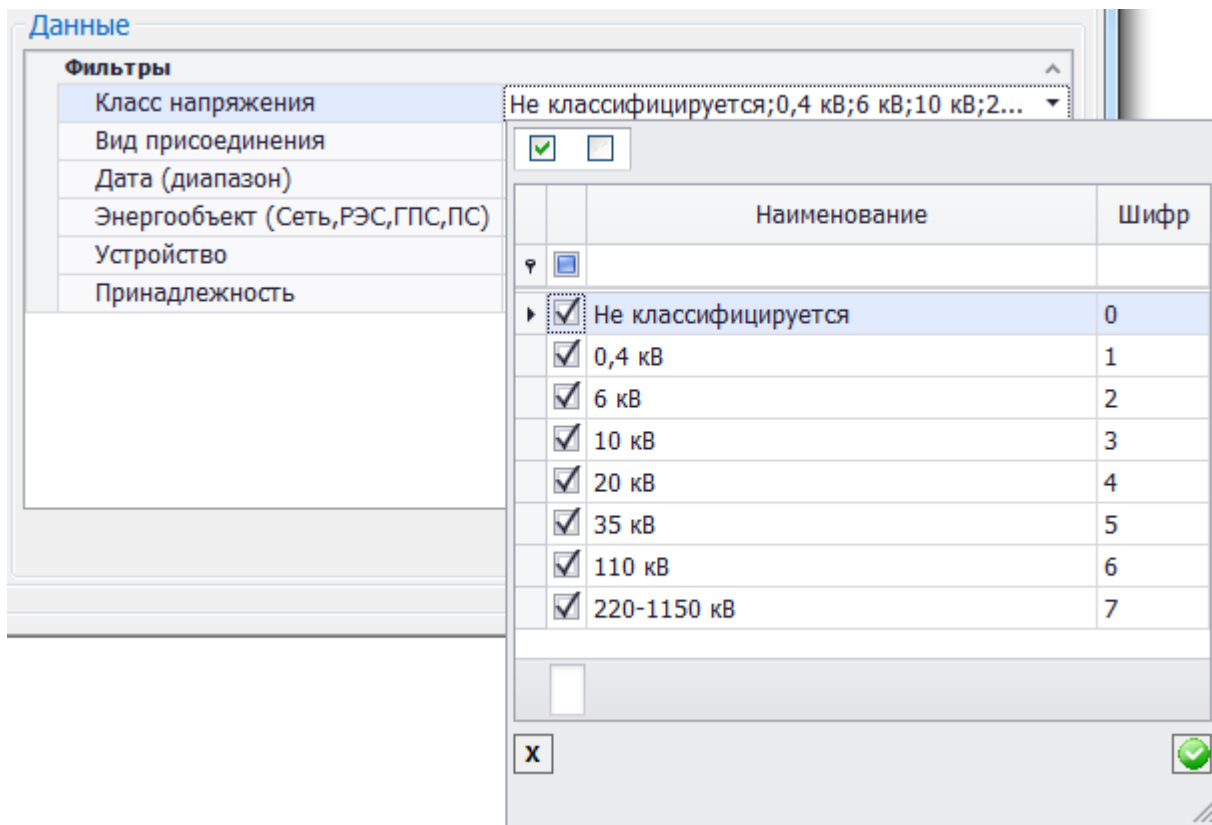 Данные
Фильтры
Класс напряжения
Не классифицируется;0,4 кВ;6 кВ;10 кВ;2...
Вид присоединения
Дата (диапазон)
Энергообъект (Сеть,РЭС,ГПС,ПС)
Устройство
Принадлежность
Наименование Шифр
Не классифицируется 0
0,4 кВ 1
6 кВ 2
10 кВ 3
20 кВ 4
35 кВ 5
110 кВ 6
220-1150 кВ 7
X